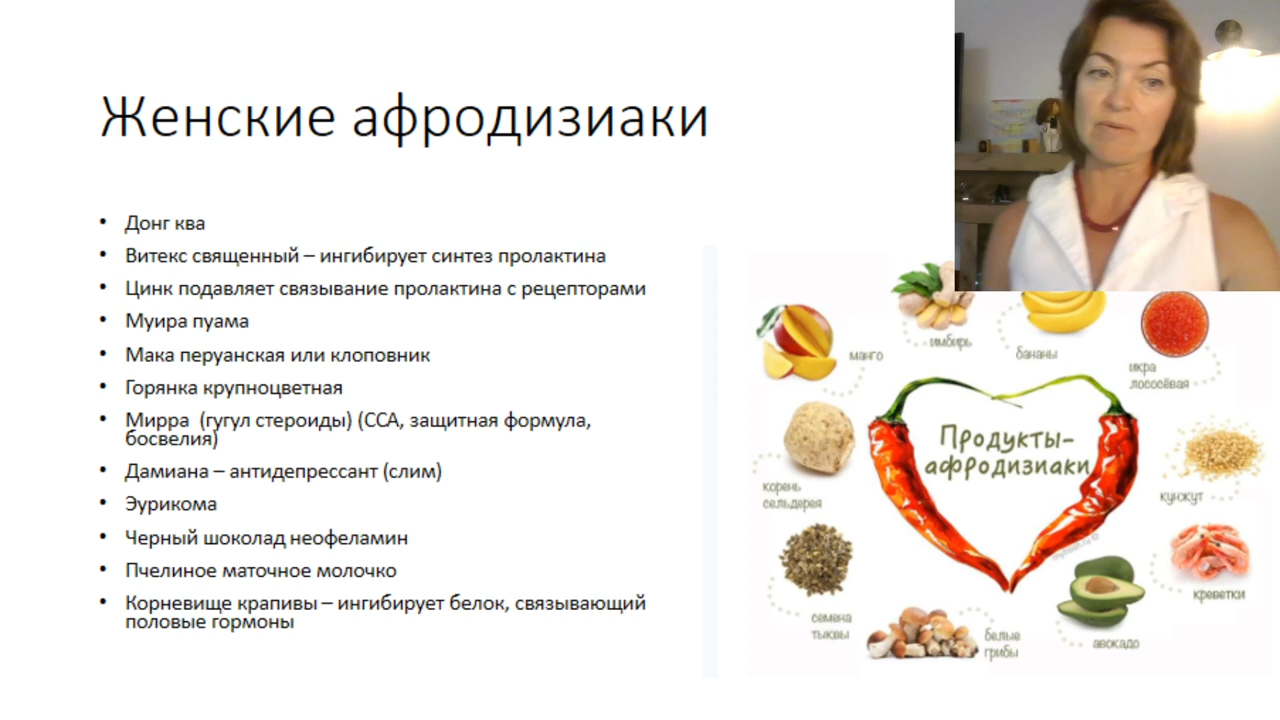 Женские афродизиаки
• Донг ква
• Витекс священный – ингибирует синтез пролактина
• Цинк подавляет связывание пролактина с рецепторами
• Муира пуама
• Мака перуанская или клоповник
• Горянка крупноцветная
• Мирра (гугул стероиды) (ССА, защитная формула,
босвелия)
• Дамиана – антидепрессант (слим)
• Эурикома
• Черный шоколад неофеламин
• Пчелиное маточное молочко
• Корневище крапивы – ингибирует белок, связывающий
половые гормоны
манго
имбирь
бананы
икра
лососёвая
корень
сельдерея
Продукты-
афродизиаки
кунжут
креветки
семена
тыквы
белые
грибы
авокадо